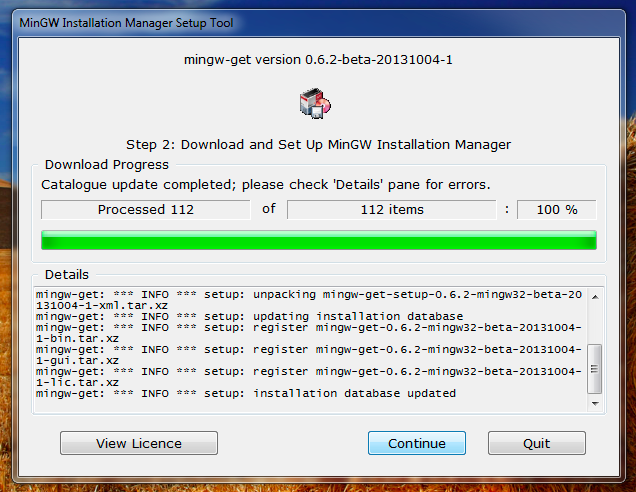 MinGW Installation Manager Setup Tool
mingw-get version 0.6.2-beta-20131004-1
Step 2: Download and Set Up MinGW Installation Manager
Download Progress
Catalogue update completed; please check 'Details' pane for errors.
Processed 112 of 112 items : 100 %
Details
mingw-get: *** INFO *** setup: unpacking mingw-get-setup-0.6.2-mingw32-beta-20
131004-1-xml.tar.xz
mingw-get: *** INFO *** setup: updating installation database
mingw-get: *** INFO *** setup: register mingw-get-0.6.2-mingw32-beta-20131004-
1-bin.tar.xz
mingw-get: *** INFO *** setup: register mingw-get-0.6.2-mingw32-beta-20131004-
1-gui.tar.xz
mingw-get: *** INFO *** setup: register mingw-get-0.6.2-mingw32-beta-20131004-
1-lic.tar.xz
mingw-get: *** INFO *** setup: installation database updated
View Licence Continue Quit